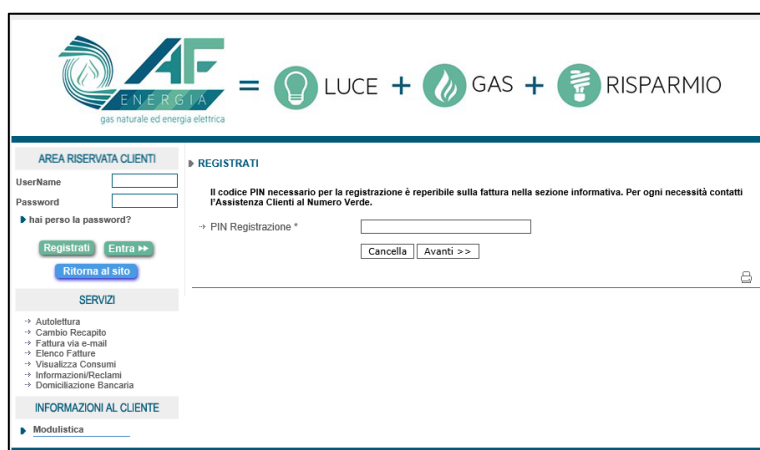 AF
ENERGIA
gas naturale ed energia elettrica
= LUCE + GAS + RISPARMIO
AREA RISERVATA CLIENTI
UserName
Password
hai perso la password?
Registrati Entra
Ritorna al sito
SERVIZI
Autolettura
Cambio Recapito
Fattura via e-mail
Elenco Fatture
Visualizza Consumi
Informazioni/Reclami
Domiciliazione Bancaria
INFORMAZIONI AL CLIENTE
Modulistica
REGISTRATI
Il codice PIN necessario per la registrazione è reperibile sulla fattura nella sezione informativa. Per ogni necessità contatti
l'Assistenza Clienti al Numero Verde.
PIN Registrazione *
Cancella Avanti >>